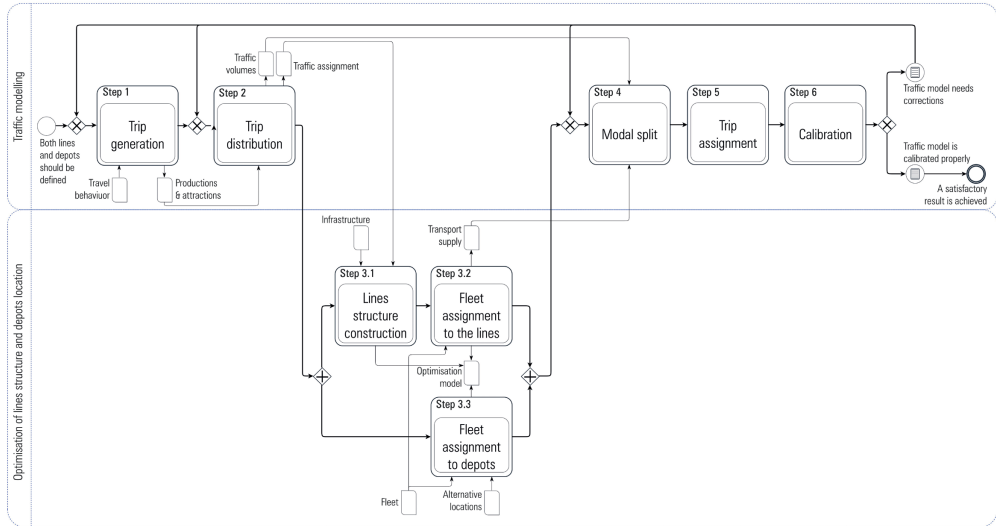 Traffic modelling
Both lines
and depots
should be
defined
Step 1
Trip
generation
Travel
behaviuor
Productions
& attractions
Step 2
Trip
distribution
Traffic
volumes
Traffic assignment
Step 4
Modal split
Step 5
Trip
assignment
Step 6
Calibration
Traffic model needs
corrections
Traffic model is
calibrated properly
A satisfactory
result is achieved
Optimisation of lines structure and depots location
Infrastructure
Step 3.1
Lines
structure
construction
Transport
supply
Step 3.2
Fleet
assignment
to the lines
Optimisation
model
Step 3.3
Fleet
assignment
to depots
Fleet
Alternative
locations